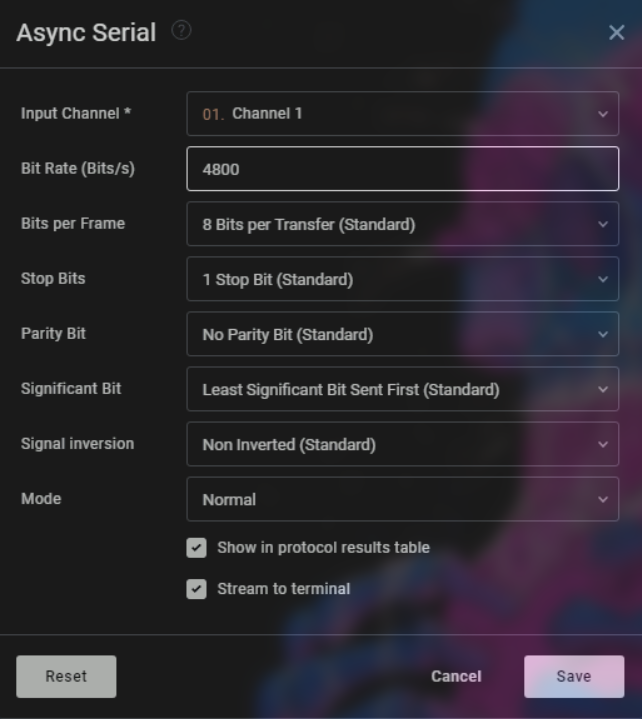 Async Serial ?
Input Channel * 01. Channel 1
Bit Rate (Bits/s) 4800
Bits per Frame 8 Bits per Transfer (Standard)
Stop Bits 1 Stop Bit (Standard)
Parity Bit No Parity Bit (Standard)
Significant Bit Least Significant Bit Sent First (Standard)
Signal inversion Non Inverted (Standard)
Mode Normal
Show in protocol results table
Stream to terminal
Reset Cancel Save